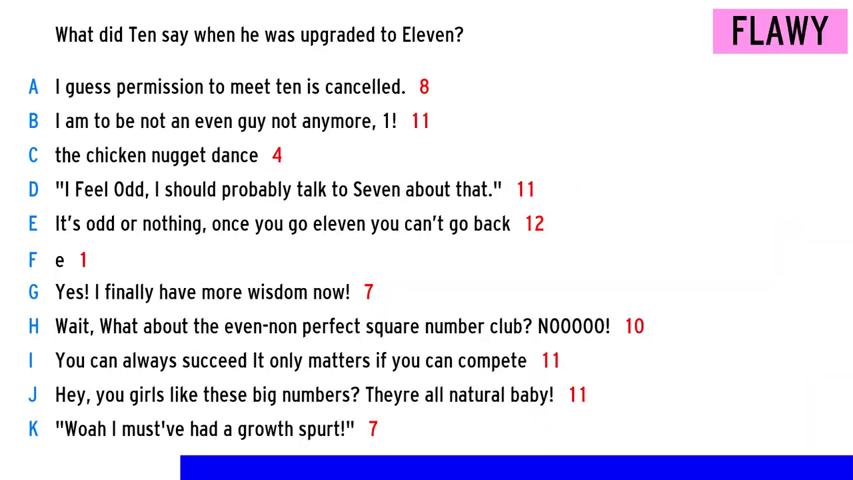 What did Ten say when he was upgraded to Eleven?
FLAWY
A I guess permission to meet ten is cancelled. 8
B I am to be not an even guy not anymore, 1! 11
C the chicken nugget dance 4
D "I Feel Odd, I should probably talk to Seven about that." 11
E It's odd or nothing, once you go eleven you can't go back 12
F e 1
G Yes! I finally have more wisdom now! 7
H Wait, What about the even-non perfect square number club? NOOOOO! 10
I You can always succeed It only matters if you can compete 11
J Hey, you girls like these big numbers? Theyre all natural baby! 11
K "Woah I must've had a growth spurt!" 7